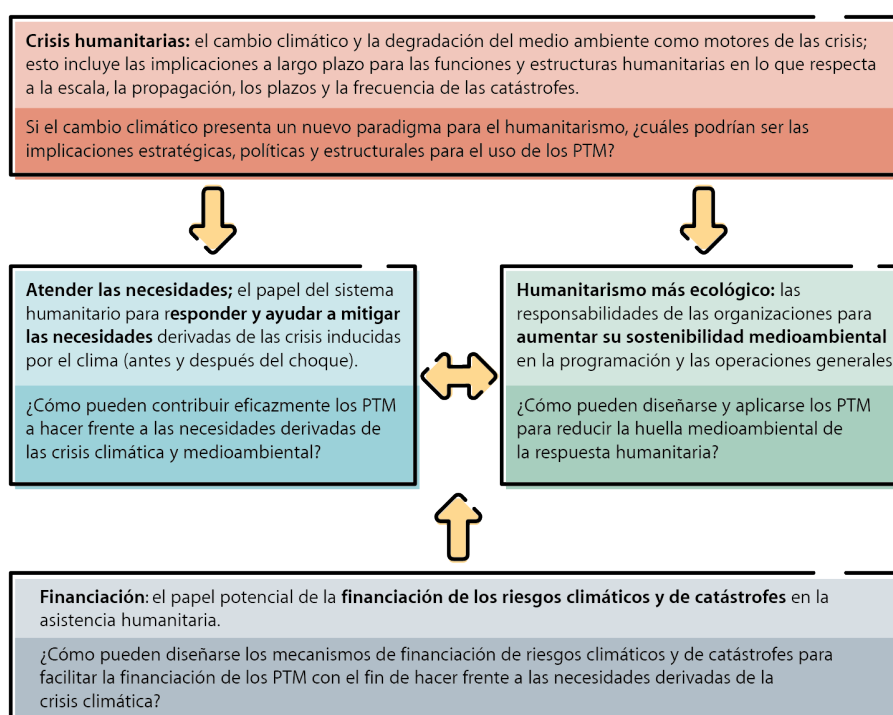 Crisis humanitarias: el cambio climático y la degradación del medio ambiente como motores de las crisis;
esto incluye las implicaciones a largo plazo para las funciones y estructuras humanitarias en lo que respecta
a la escala, la propagación, los plazos y la frecuencia de las catástrofes.
Si el cambio climático presenta un nuevo paradigma para el humanitarismo, ¿cuáles podrían ser las
implicaciones estratégicas, políticas y estructurales para el uso de los PTM?
Atender las necesidades; el papel del sistema
humanitario para responder y ayudar a mitigar
las necesidades derivadas de las crisis inducidas
por el clima (antes y después del choque).
¿Cómo pueden contribuir eficazmente los PTM
a hacer frente a las necesidades derivadas de
las crisis climática y medioambiental?
Humanitarismo más ecológico: las
responsabilidades de las organizaciones para
aumentar su sostenibilidad medioambiental
en la programación y las operaciones generales
¿Cómo pueden diseñarse y aplicarse los PTM
para reducir la huella medioambiental de
la respuesta humanitaria?
Financiación: el papel potencial de la financiación de los riesgos climáticos y de catástrofes en la
asistencia humanitaria.
¿Cómo pueden diseñarse los mecanismos de financiación de riesgos climáticos y de catástrofes para
facilitar la financiación de los PTM con el fin de hacer frente a las necesidades derivadas de la
crisis climática?